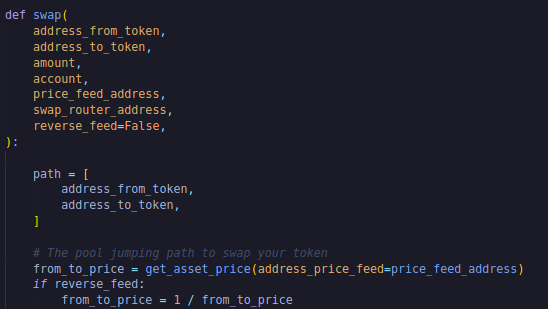 def swap(
    address_from_token,
    address_to_token,
    amount,
    account,
    price_feed_address,
    swap_router_address,
    reverse_feed=False,
):
    path = [
        address_from_token,
        address_to_token,
    ]
    # The pool jumping path to swap your token
    from_to_price = get_asset_price(address_price_feed=price_feed_address)
    if reverse_feed:
        from_to_price = 1 / from_to_price